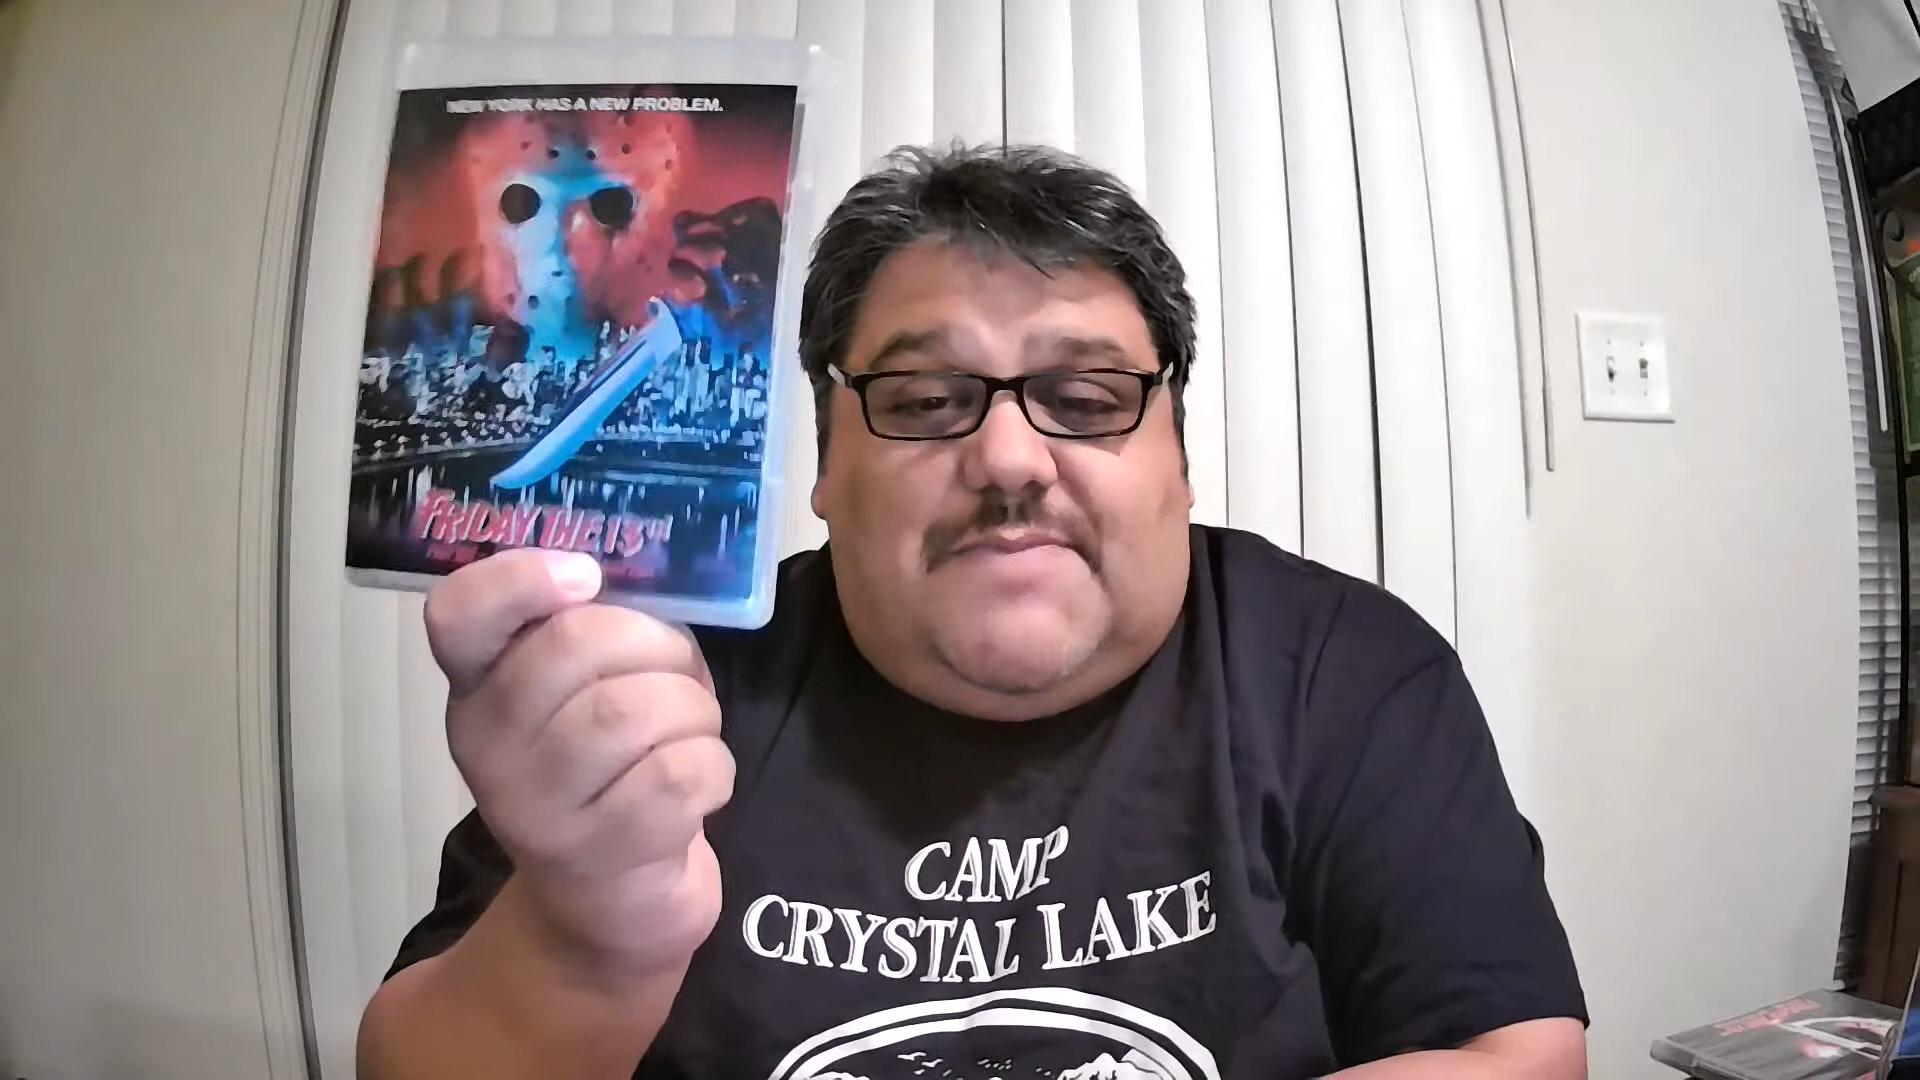 NEW YORK HAS A NEW PROBLEM.
FRIDAY THE 13TH
CAMP
CRYSTAL LAKE